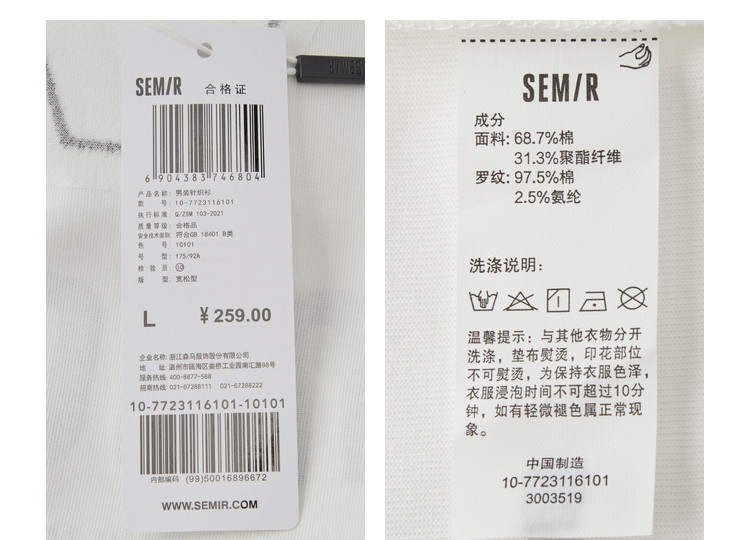 SEM/R 合格证
6 904383 746804
产品名称: 男装针织衫
款号: 10-7723116101
执行标准: Q/ZSM 103-2021
质量等级: 合格品
安全技术类别: 符合GB 18401 B类
色号: 10101
号型: 175/92A
检验员: ⑩
版型: 宽松型
L ¥259.00
企业名称: 浙江森马服饰股份有限公司
地址: 温州市瓯海区娄桥工业园南汇路98号
服务热线: 400-8877-588
招商热线: 021-67288111 021-67288222
10-7723116101-10101
内部编码 (99)50016896672
WWW.SEMIR.COM
SEM/R
成分
面料: 68.7%棉
31.3%聚酯纤维
罗纹: 97.5%棉
2.5%氨纶
洗涤说明:
温馨提示: 与其他衣物分开
洗涤, 垫布熨烫, 印花部位
不可熨烫, 为保持衣服色泽,
衣服浸泡时间不可超过10分
钟, 如有轻微褪色属正常现
象。
中国制造
10-7723116101
3003519